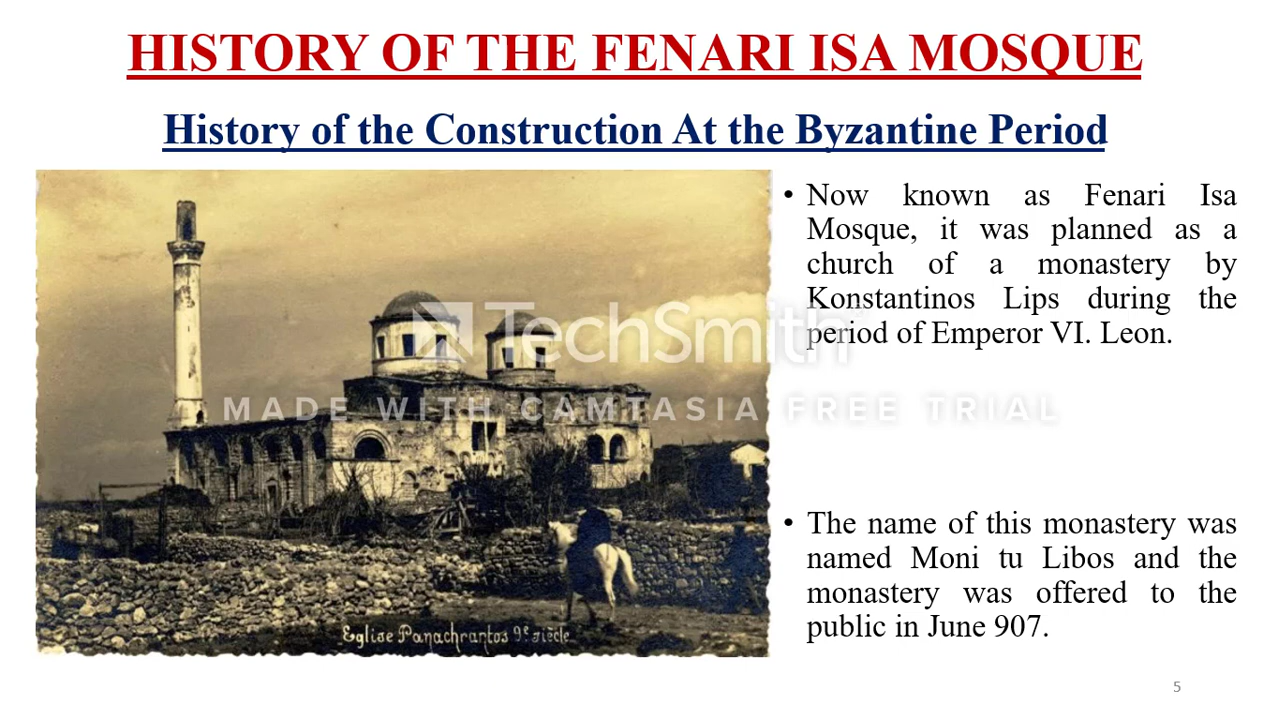 HISTORY OF THE FENARI ISA MOSQUE
History of the Construction At the Byzantine Period
• Now known as Fenari Isa
Mosque, it was planned as a
church of a monastery by
Konstantinos Lips during the
period of Emperor VI. Leon.
TechSmith
MADE WITH CAMTASIA FREE TRIAL
• The name of this monastery was
named Moni tu Libos and the
monastery was offered to the
public in June 907.
Eglise Panachrantos 9e siècle
5